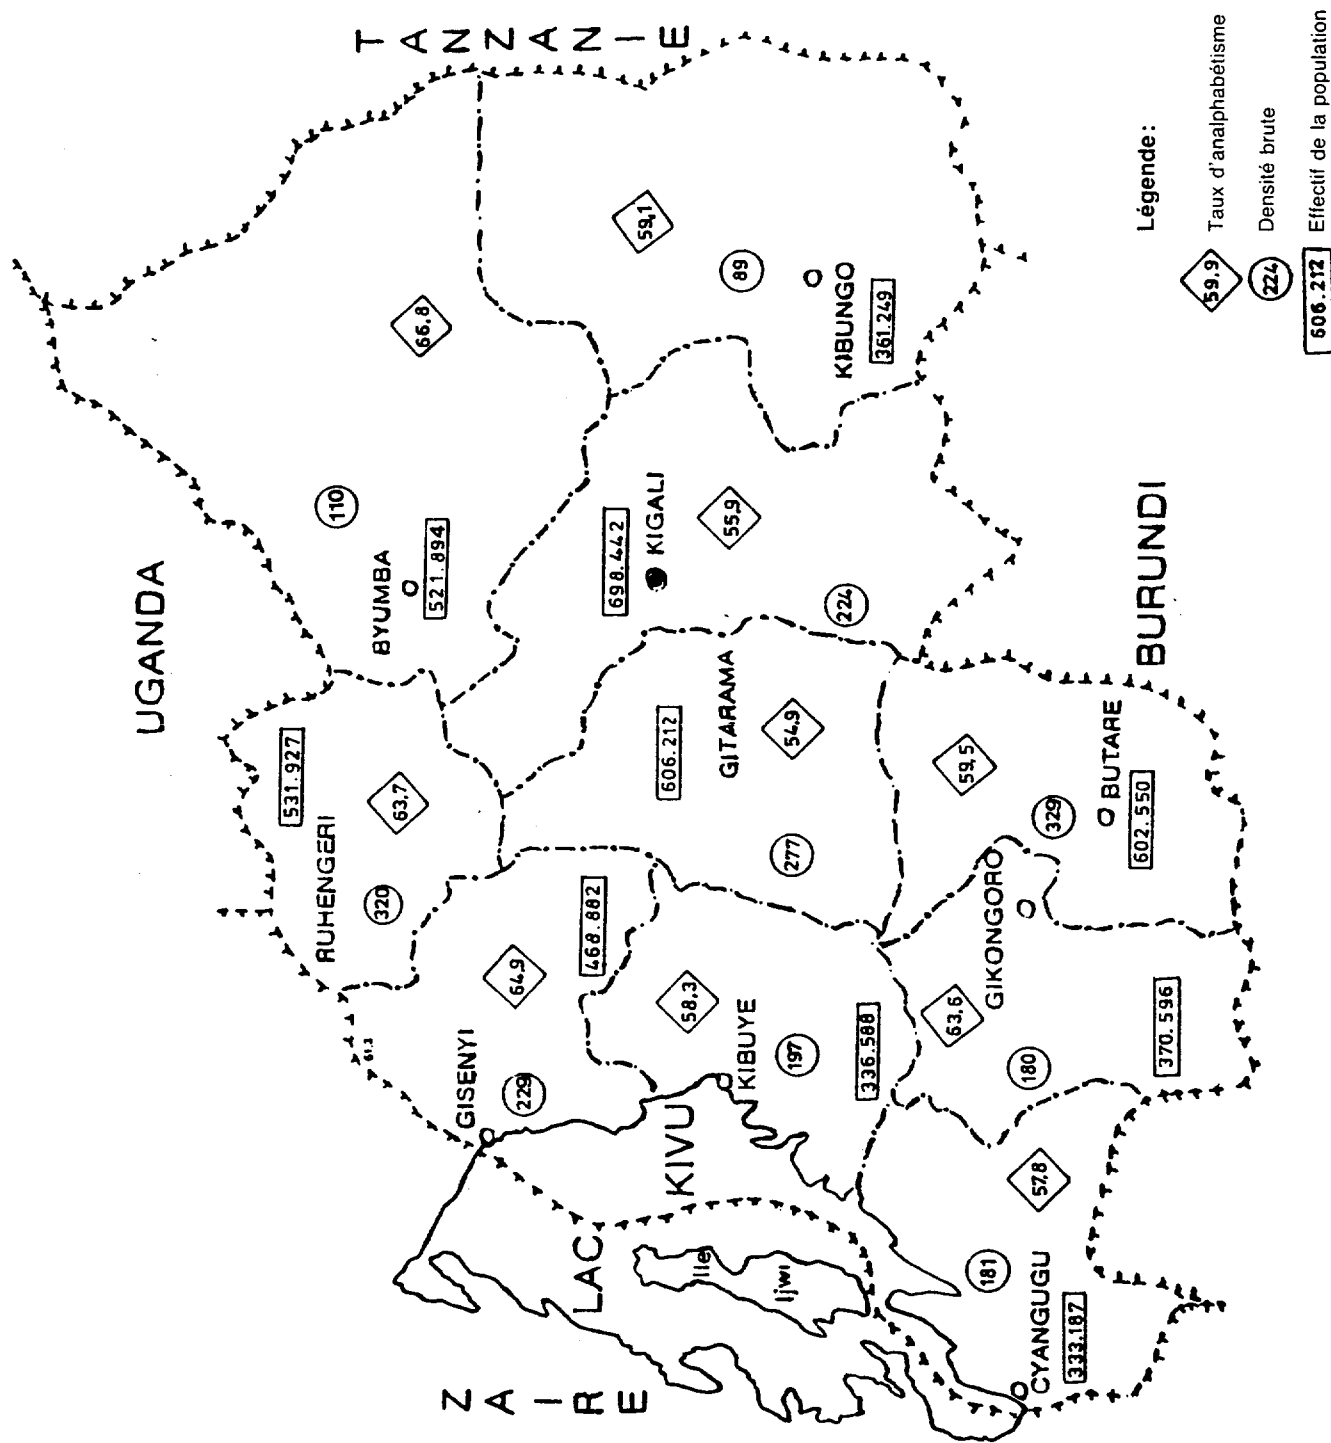 UGANDA
TANZANIE
ZAIRE
BURUNDI
LAC
KIVU
Ile
Ijwi
RUHENGERI
531.927
63,7
320
BYUMBA
521.894
110
66.8
GISENYI
468.882
64,9
229
61.3
KIGALI
698.442
55,9
224
KIBUNGO
361.249
59,1
89
GITARAMA
606.212
54,9
277
KIBUYE
336.588
58,3
197
BUTARE
602.550
59,5
329
GIKONGORO
370.596
63,6
180
CYANGUGU
333.187
57,8
181
Légende:
59.9 Taux d'analphabétisme
224 Densité brute
606.212 Effectif de la population